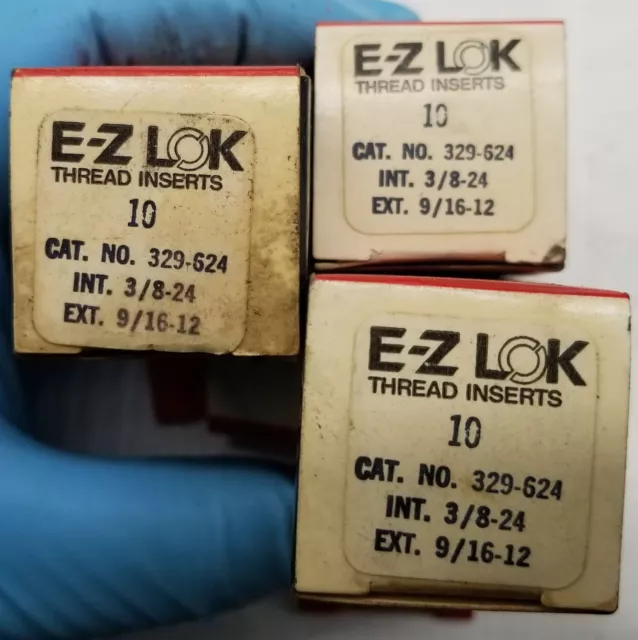 E-Z LOK
THREAD INSERTS
10
CAT. NO. 329-624
INT. 3/8-24
EXT. 9/16-12
E-Z LOK
THREAD INSERTS
10
CAT. NO. 329-624
INT. 3/8-24
EXT. 9/16-12
E-Z LOK
THREAD INSERTS
10
CAT. NO. 329-624
INT. 3/8-24
EXT. 9/16-12